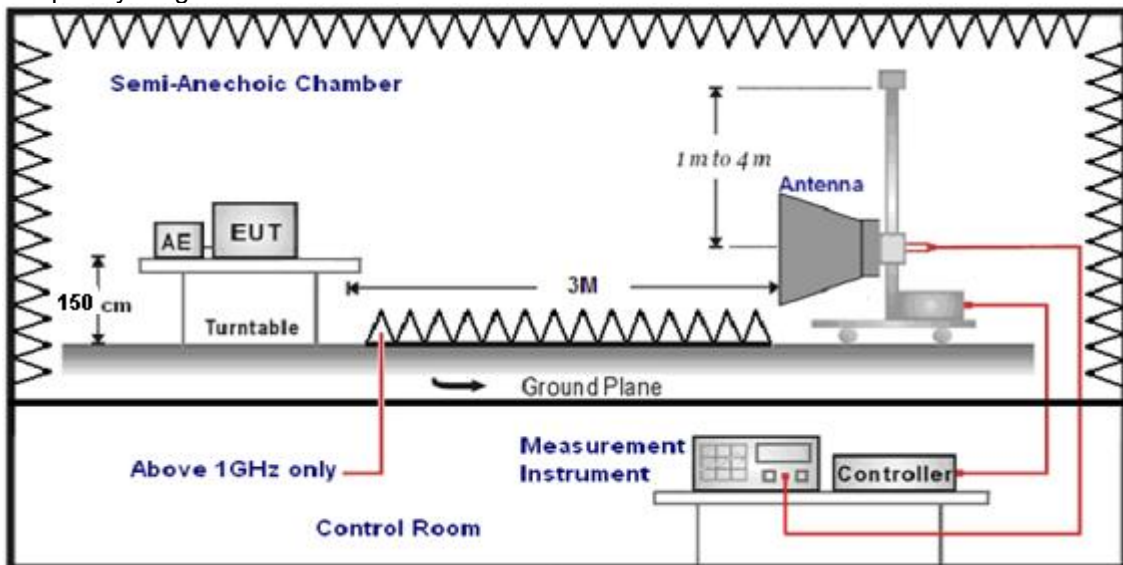 Semi-Anechoic Chamber
1 m to 4 m
Antenna
AE
EUT
3M
150 cm
Turntable
Ground Plane
Above 1GHz only
Measurement
Instrument
Controller
Control Room